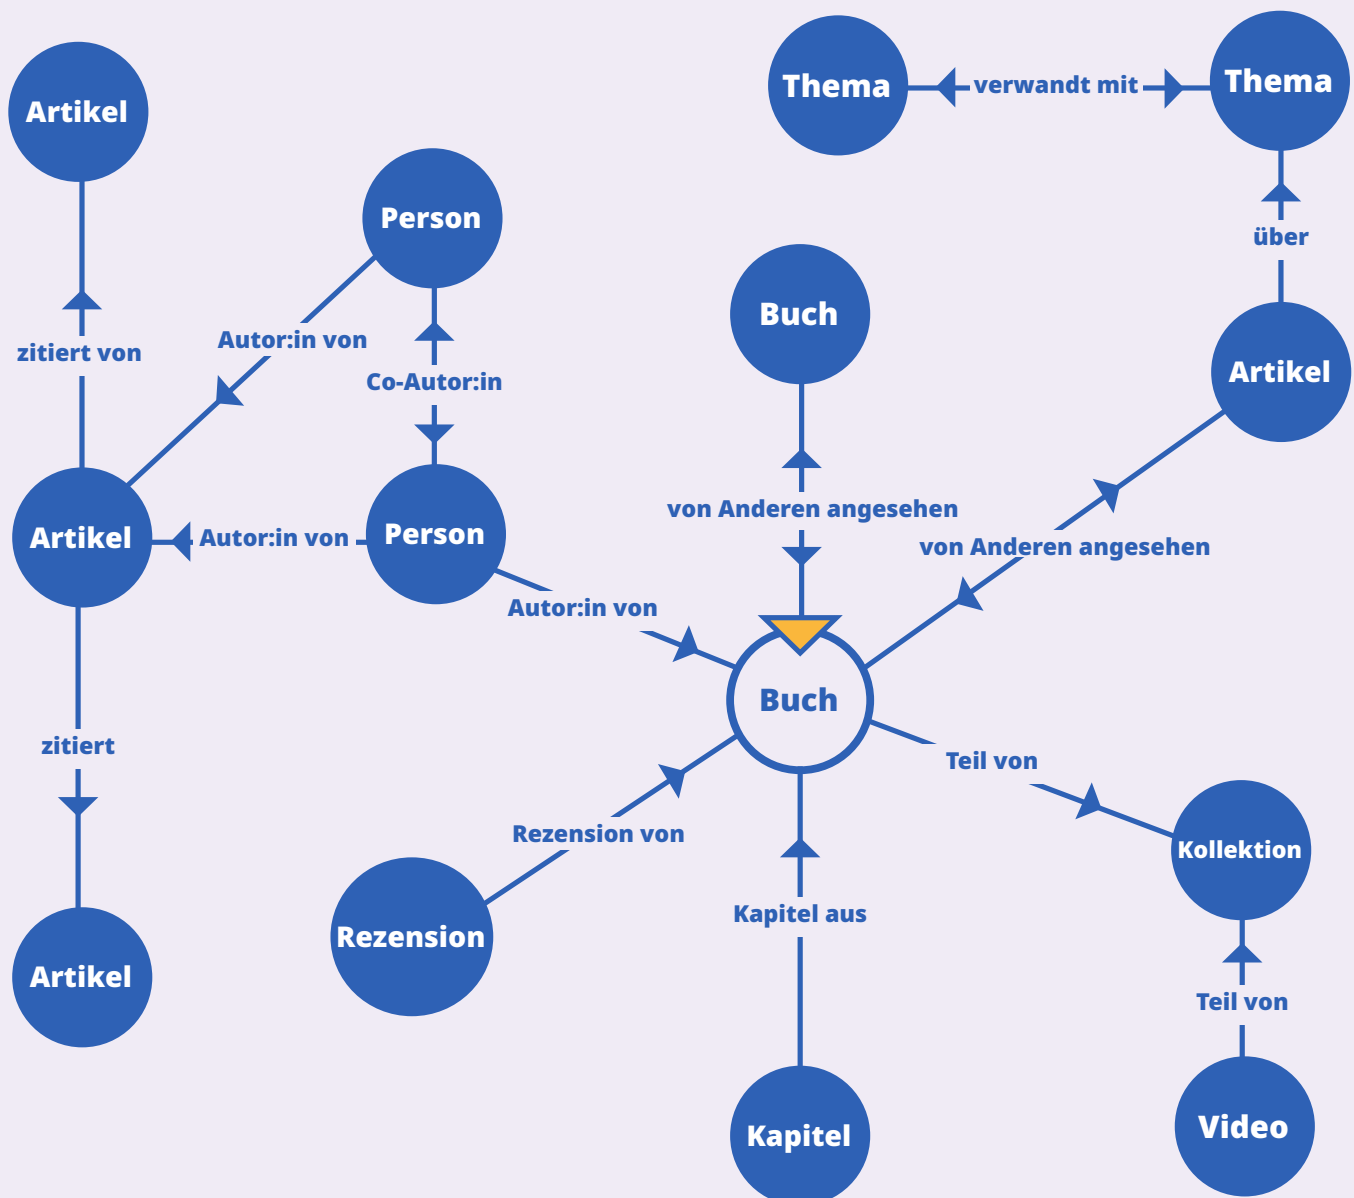 Thema
verwandt mit
Thema
Artikel
Person
über
Buch
Autor:in von
zitiert von
Artikel
Co-Autor:in
von Anderen angesehen
Person
Artikel
Autor:in von
von Anderen angesehen
Autor:in von
Buch
zitiert
Teil von
Rezension von
Kollektion
Kapitel aus
Rezension
Artikel
Teil von
Video
Kapitel